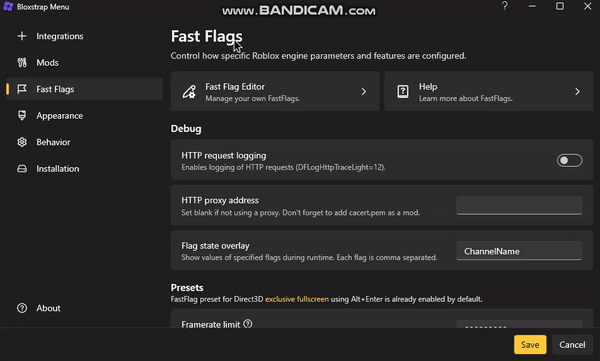 Bloxstrap Menu
www.BANDICAM.com
?
Integrations
Mods
Fast Flags
Appearance
Behavior
Installation
About
Fast Flags
Control how specific Roblox engine parameters and features are configured.
Fast Flag Editor
Manage your own FastFlags.
Help
Learn more about FastFlags.
Debug
HTTP request logging
Enables logging of HTTP requests (DFLogHttpTraceLight=12).
HTTP proxy address
Set blank if not using a proxy. Don't forget to add cacert.pem as a mod.
Flag state overlay
Show values of specified flags during runtime. Each flag is comma separated.
ChannelName
Presets
FastFlag preset for Direct3D exclusive fullscreen using Alt+Enter is already enabled by default.
Framerate limit ?
Save
Cancel